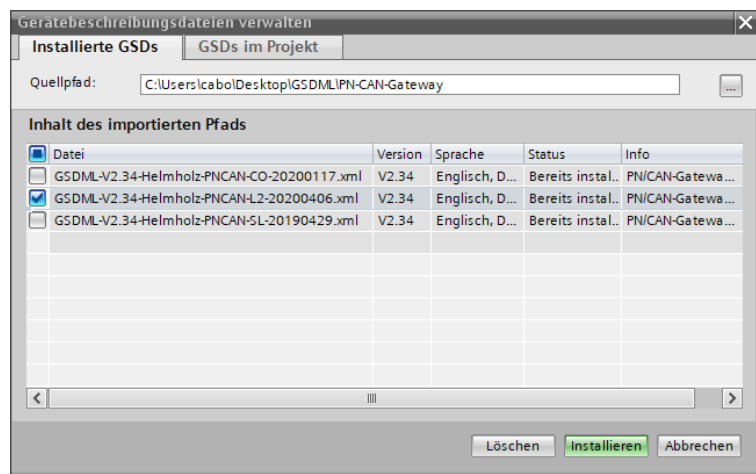 Gerätebeschreibungsdateien verwalten
Installierte GSDs GSDs im Projekt
Quellpfad: C:\Users\cabo\Desktop\GSDML\PN-CAN-Gateway ...
Inhalt des importierten Pfads
Datei Version Sprache Status Info
GSDML-V2.34-Helmholz-PNCAN-CO-20200117.xml V2.34 Englisch, D... Bereits instal.. PN/CAN-Gatewa...
GSDML-V2.34-Helmholz-PNCAN-L2-20200406.xml V2.34 Englisch, D... Bereits instal.. PN/CAN-Gatewa...
GSDML-V2.34-Helmholz-PNCAN-SL-20190429.xml V2.34 Englisch, D... Bereits instal.. PN/CAN-Gatewa...
Löschen Installieren Abbrechen